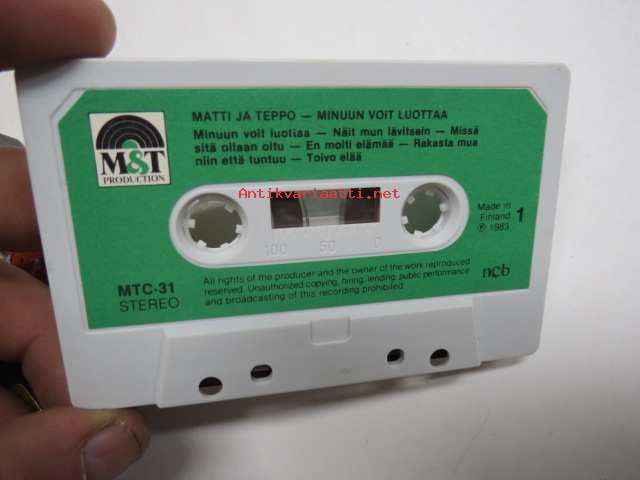 MATTI JA TEPPO — MINUUN VOIT LUOTTAA
Minuun voit luottaa — Näit mun lävitsein — Missä
sitä ollaan oltu — En moiti elämää — Rakasta mua
niin että tuntuu — Toivo elää
M&T
PRODUCTION
Antikvariaatti.net
100 50 0
Made in
Finland
℗ 1983
1
MTC-31
STEREO
All rights of the producer and the owner of the work reproduced
reserved. Unauthorized copying, hiring, lending, public performance
and broadcasting of this recording prohibited.
ncb